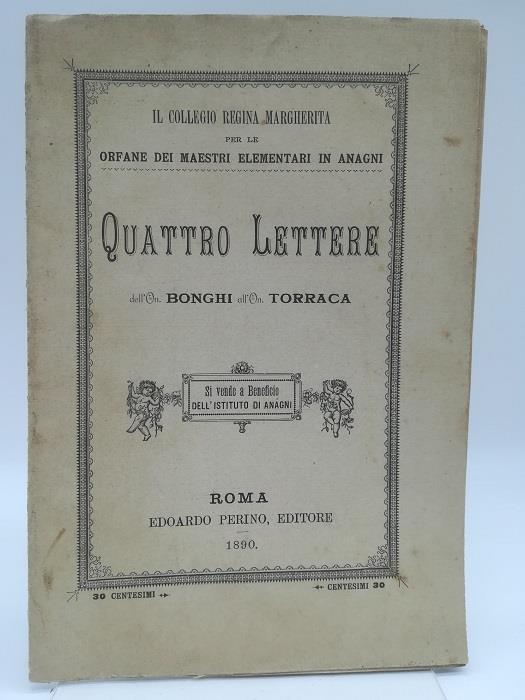 IL COLLEGIO REGINA MARGHERITA
PER LE
ORFANE DEI MAESTRI ELEMENTARI IN ANAGNI
QUATTRO LETTERE
dell'On. BONGHI all'On. TORRACA
Si vende a Beneficio
DELL'ISTITUTO DI ANAGNI
ROMA
EDOARDO PERINO, EDITORE
1890.
30 CENTESIMI
CENTESIMI 30